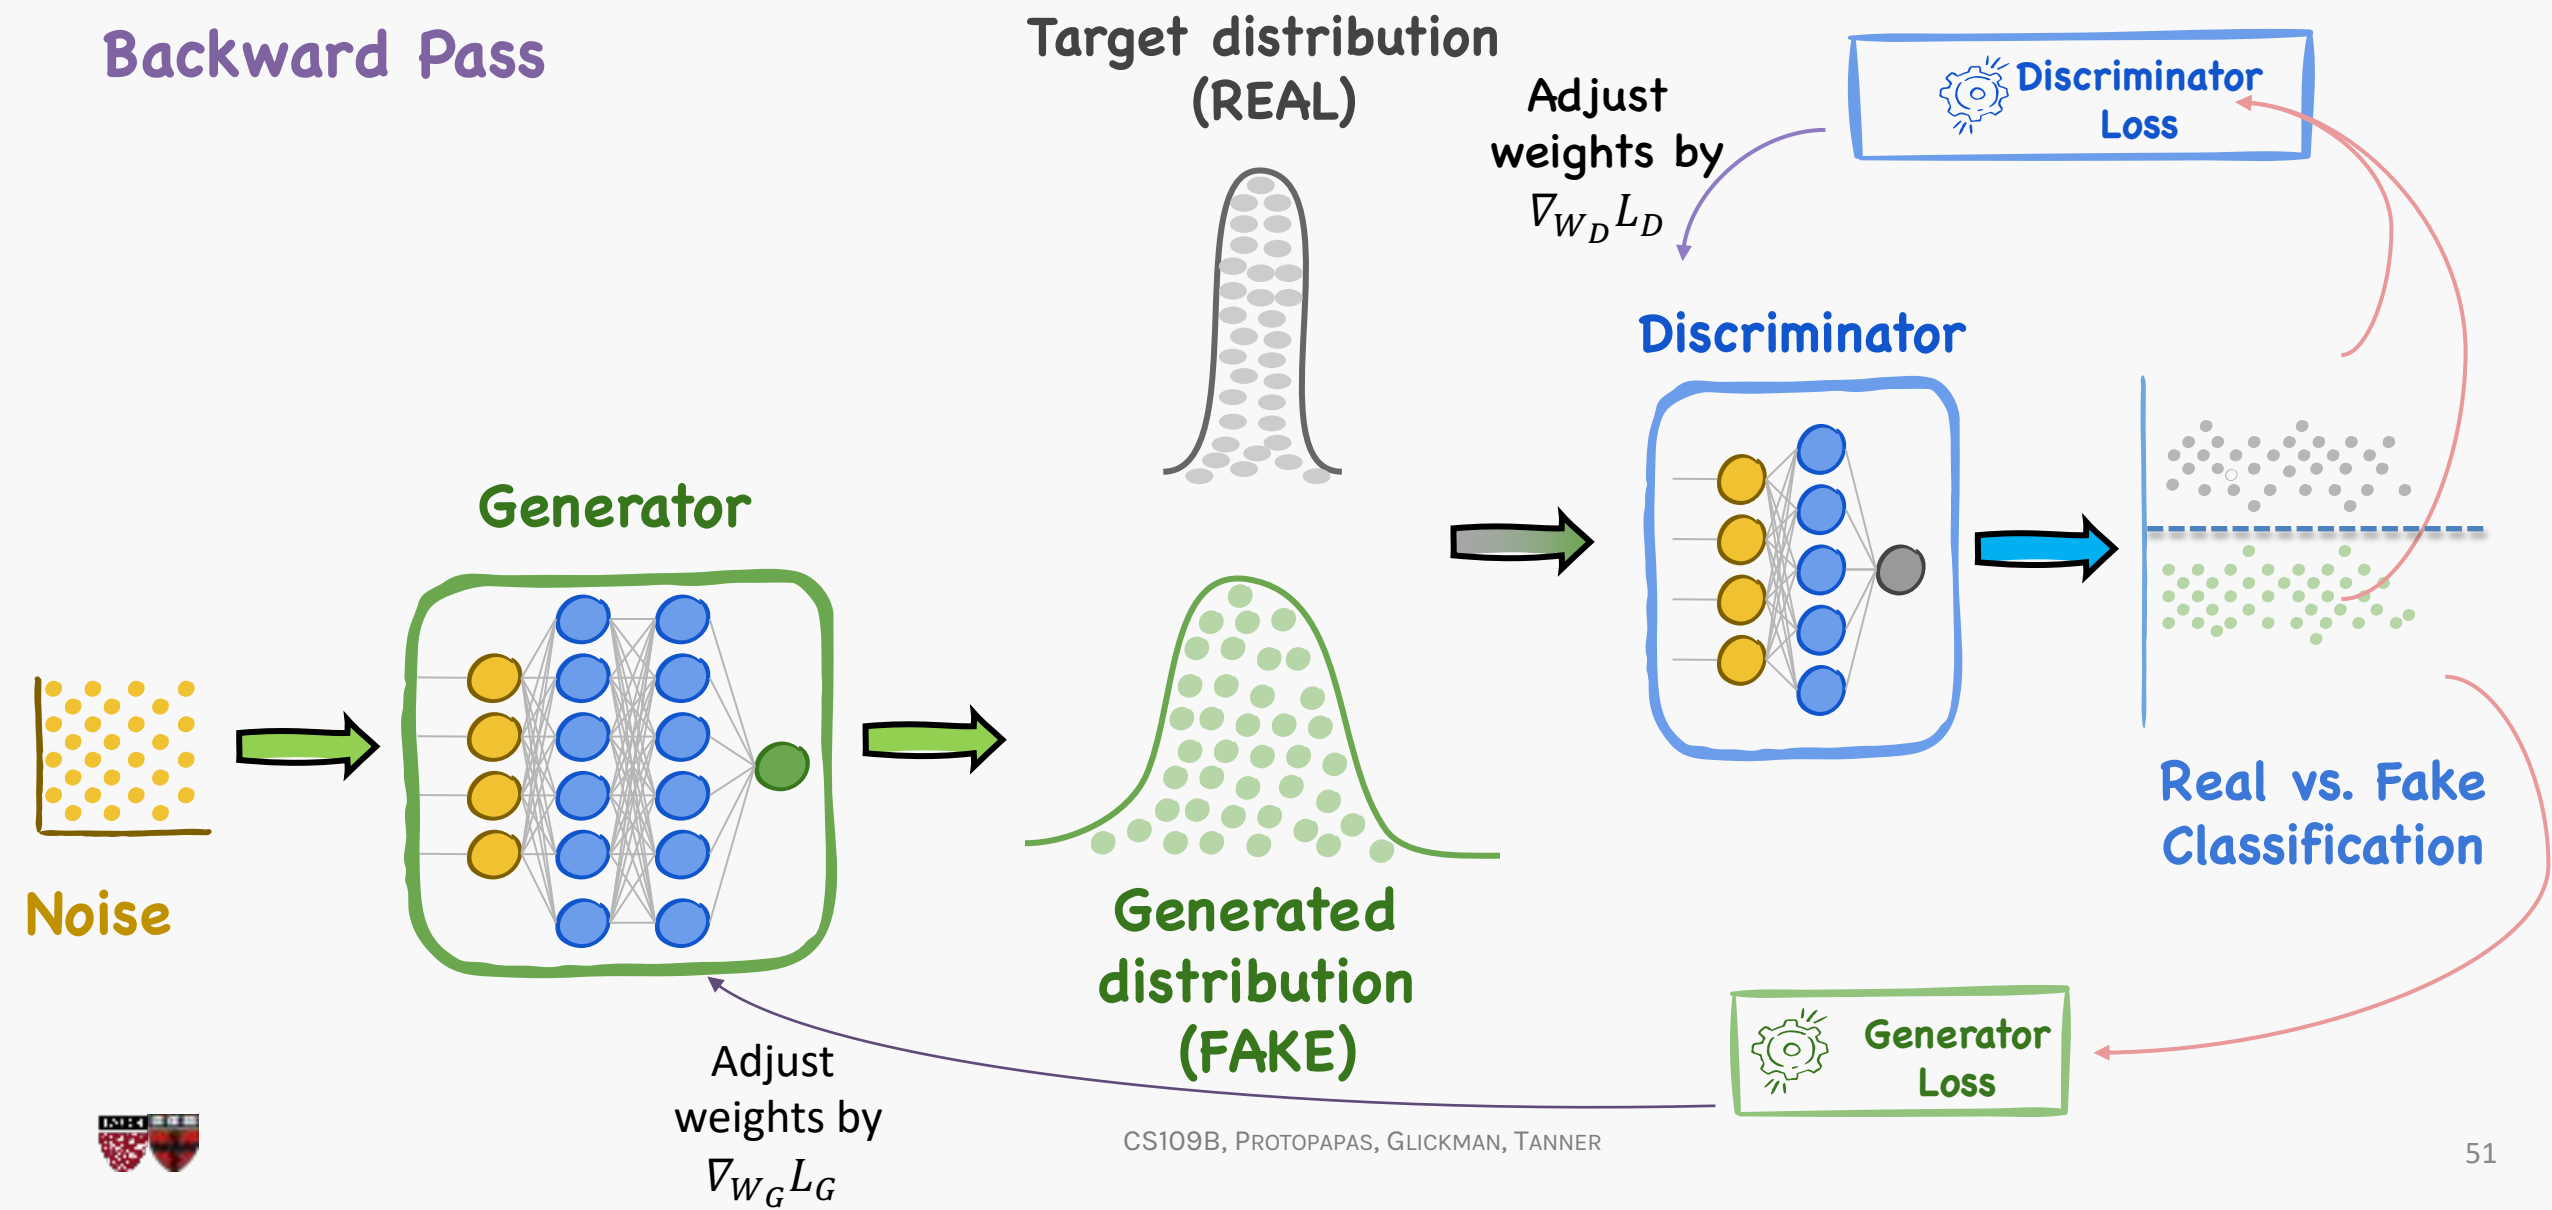 Backward Pass
Target distribution
(REAL)
Adjust
weights by
∇_{W_D} L_D
Discriminator
Loss
Discriminator
Generator
Noise
Generated
distribution
(FAKE)
Real vs. Fake
Classification
Adjust
weights by
∇_{W_G} L_G
Generator
Loss
CS109B, PROTOPAPAS, GLICKMAN, TANNER
51